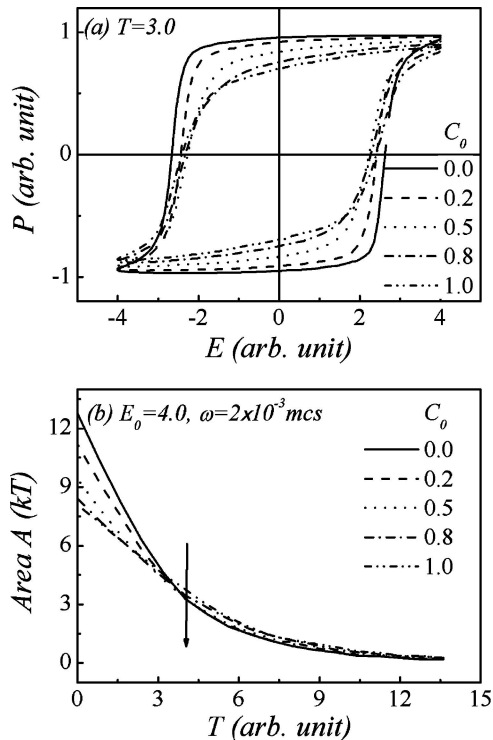 (a) T=3.0
P (arb. unit)
1
0
-1
C₀
0.0
0.2
0.5
0.8
1.0
-4 -2 0 2 4
E (arb. unit)
(b) E₀=4.0, ω=2x10⁻³mcs
Area A (kT)
12
9
6
3
0
C₀
0.0
0.2
0.5
0.8
1.0
0 3 6 9 12 15
T (arb. unit)